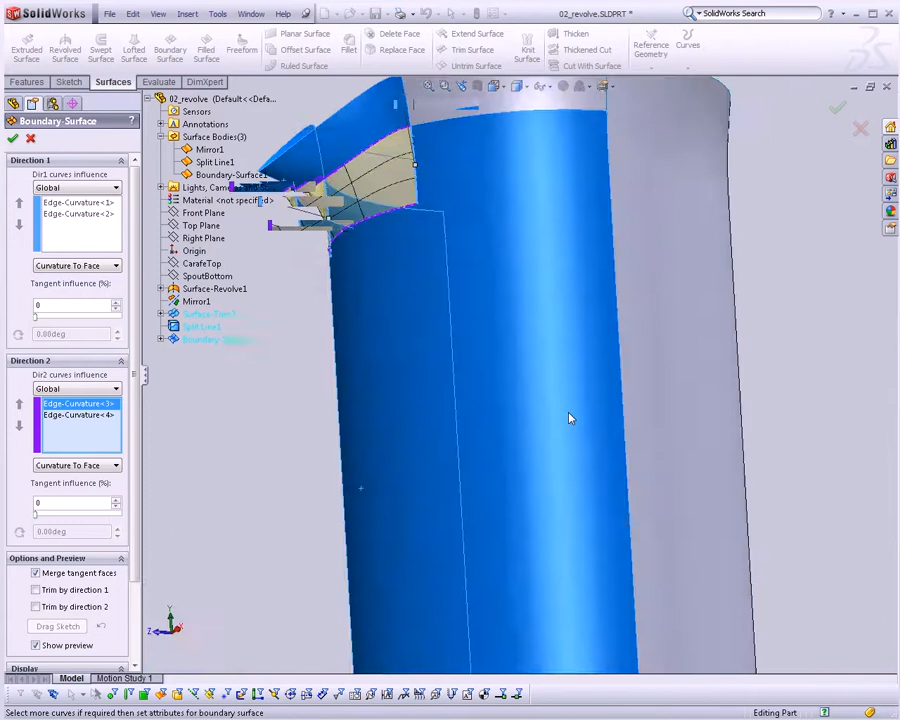 SolidWorks File Edit View Insert Tools Window Help 02_revolve.SLDPRT * SolidWorks Search
Extruded Surface
Revolved Surface
Swept Surface
Lofted Surface
Boundary Surface
Filled Surface
Freeform
Planar Surface
Offset Surface
Ruled Surface
Fillet
Delete Face
Replace Face
Extend Surface
Trim Surface
Untrim Surface
Knit Surface
Thicken
Thickened Cut
Cut With Surface
Reference Geometry
Curves
Features Sketch Surfaces Evaluate DimXpert
Boundary-Surface ?
Direction 1
Dir1 curves influence
Global
Edge-Curvature<1>
Edge-Curvature<2>
Curvature To Face
Tangent influence (%):
0
0.00deg
Direction 2
Dir2 curves influence
Global
Edge-Curvature<3>
Edge-Curvature<4>
Curvature To Face
Tangent influence (%):
0
0.00deg
Options and Preview
Merge tangent faces
Trim by direction 1
Trim by direction 2
Drag Sketch
Show preview
Display
02_revolve (Default<<Defa...
Sensors
Annotations
Surface Bodies(3)
Mirror1
Split Line1
Boundary-Surface1
Lights, Came
Material <not specified>
Front Plane
Top Plane
Right Plane
Origin
CarafeTop
SpoutBottom
Surface-Revolve1
Mirror1
Split Line1
Y
Z
X
Model Motion Study 1
Select more curves if required then set attributes for boundary surface Editing Part